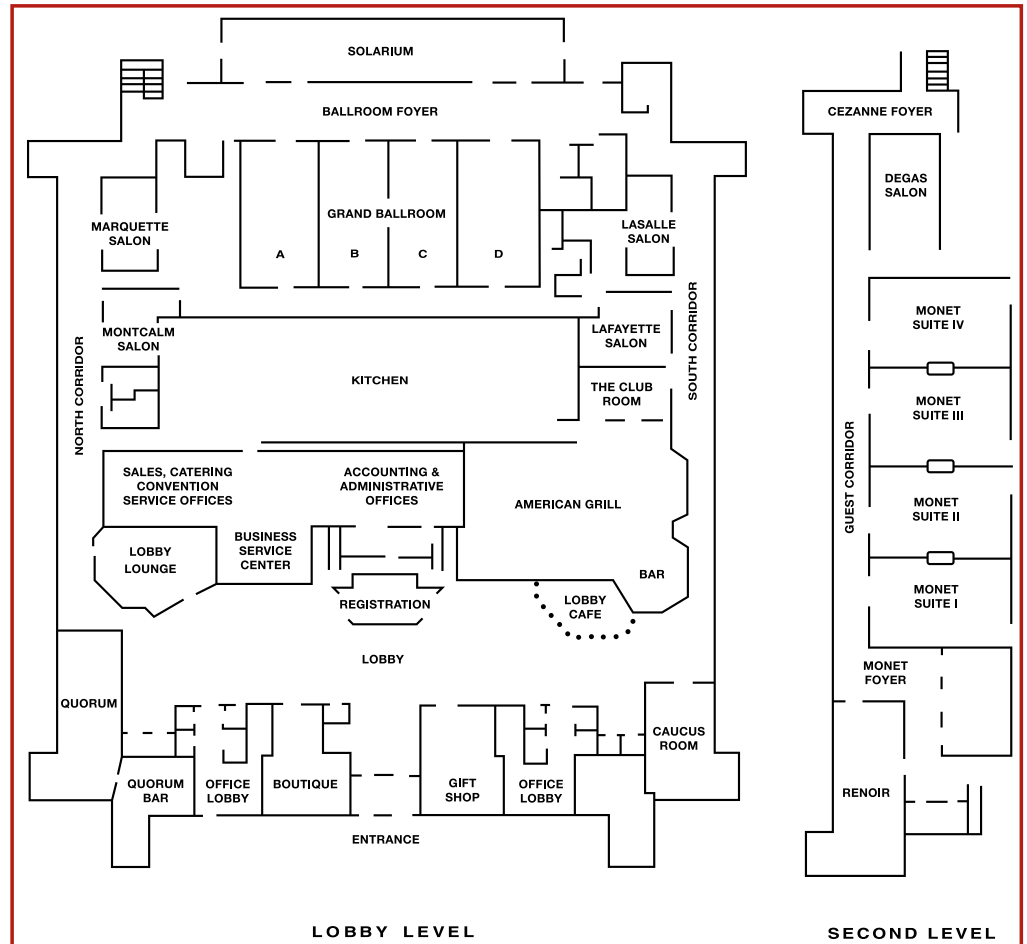 SOLARIUM
BALLROOM FOYER
GRAND BALLROOM
A
B
C
D
MARQUETTE
SALON
LASALLE
SALON
MONTCALM
SALON
LAFAYETTE
SALON
KITCHEN
THE CLUB
ROOM
NORTH CORRIDOR
SOUTH CORRIDOR
SALES, CATERING
CONVENTION
SERVICE OFFICES
ACCOUNTING &
ADMINISTRATIVE
OFFICES
AMERICAN GRILL
LOBBY
LOUNGE
BUSINESS
SERVICE
CENTER
BAR
REGISTRATION
LOBBY
CAFE
LOBBY
QUORUM
CAUCUS
ROOM
QUORUM
BAR
OFFICE
LOBBY
BOUTIQUE
GIFT
SHOP
OFFICE
LOBBY
ENTRANCE
LOBBY LEVEL
CEZANNE FOYER
DEGAS
SALON
MONET
SUITE IV
MONET
SUITE III
GUEST CORRIDOR
MONET
SUITE II
MONET
SUITE I
MONET
FOYER
RENOIR
SECOND LEVEL